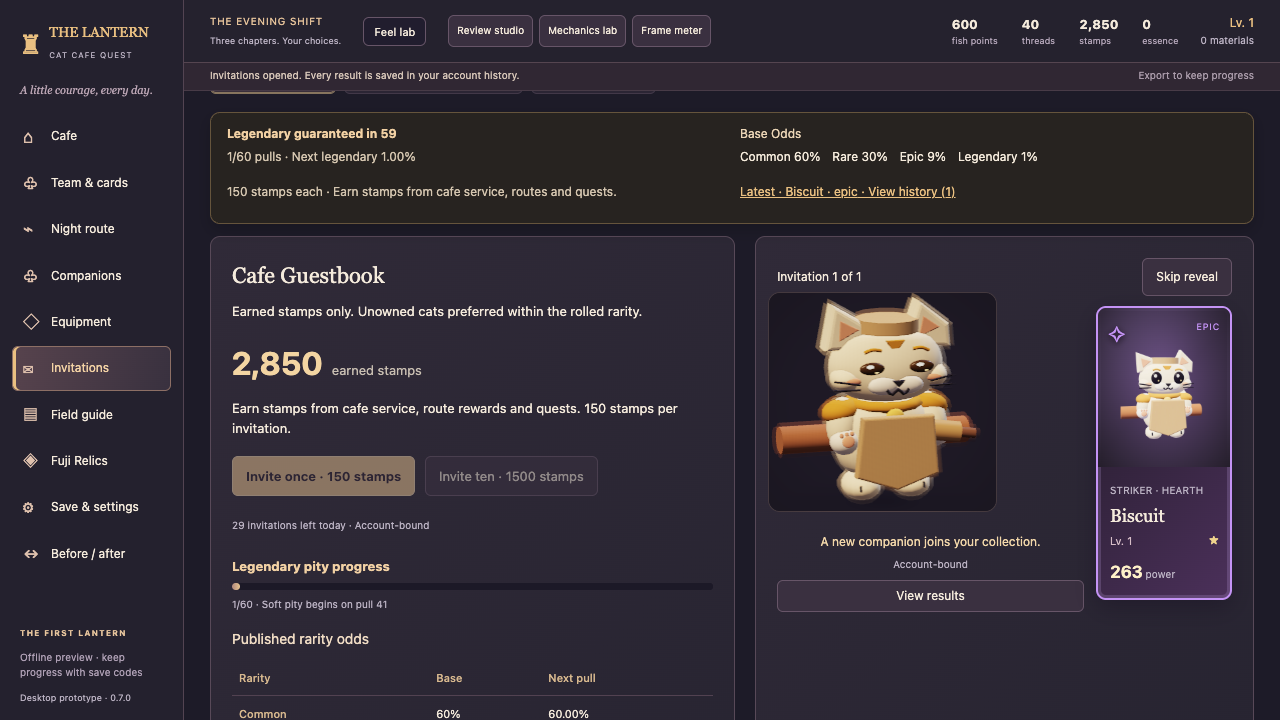 THE LANTERN
CAT CAFE QUEST
A little courage, every day.
Cafe
Team & cards
Night route
Companions
Equipment
Invitations
Field guide
Fuji Relics
Save & settings
Before / after
THE FIRST LANTERN
Offline preview · keep
progress with save codes
Desktop prototype · 0.7.0
THE EVENING SHIFT
Three chapters. Your choices.
Feel lab
Review studio
Mechanics lab
Frame meter
600
fish points
40
threads
2,850
stamps
0
essence
Lv. 1
0 materials
Invitations opened. Every result is saved in your account history.
Export to keep progress
Legendary guaranteed in 59
1/60 pulls · Next legendary 1.00%
150 stamps each · Earn stamps from cafe service, routes and quests.
Base Odds
Common 60% Rare 30% Epic 9% Legendary 1%
Latest · Biscuit · epic · View history (1)
Cafe Guestbook
Earned stamps only. Unowned cats preferred within the rolled rarity.
2,850 earned stamps
Earn stamps from cafe service, route rewards and quests. 150 stamps per
invitation.
Invite once · 150 stamps
Invite ten · 1500 stamps
29 invitations left today · Account-bound
Legendary pity progress
1/60 · Soft pity begins on pull 41
Published rarity odds
Rarity Base Next pull
Common 60% 60.00%
Invitation 1 of 1
Skip reveal
A new companion joins your collection.
Account-bound
View results
EPIC
STRIKER · HEARTH
Biscuit
Lv. 1
263 power